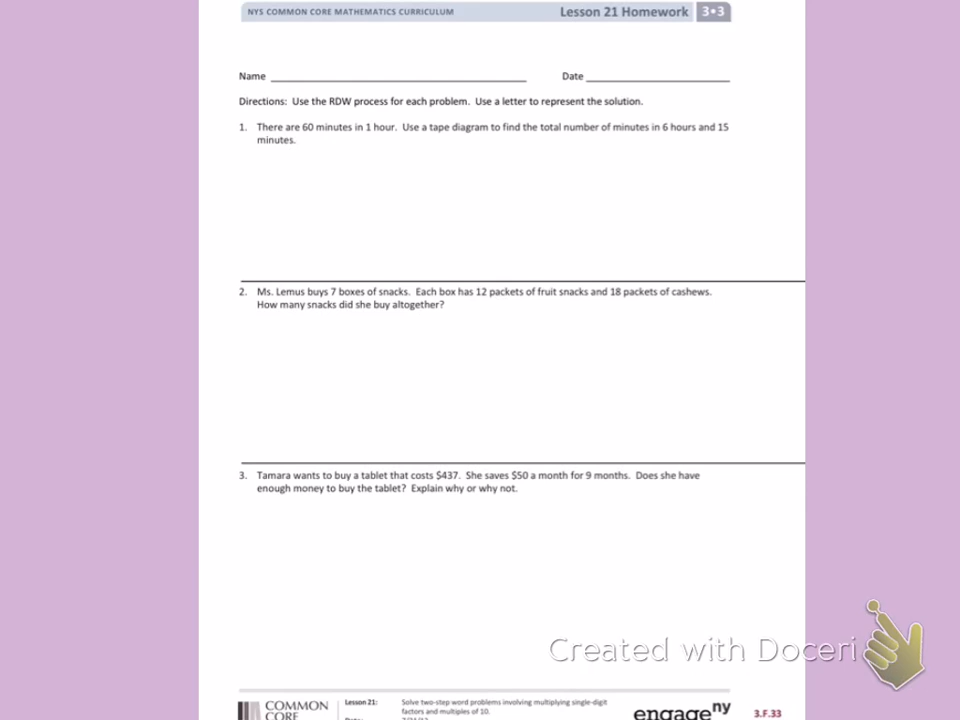 NYS COMMON CORE MATHEMATICS CURRICULUM Lesson 21 Homework 3•3
Name Date
Directions: Use the RDW process for each problem. Use a letter to represent the solution.
1. There are 60 minutes in 1 hour. Use a tape diagram to find the total number of minutes in 6 hours and 15
minutes.
2. Ms. Lemus buys 7 boxes of snacks. Each box has 12 packets of fruit snacks and 18 packets of cashews.
How many snacks did she buy altogether?
3. Tamara wants to buy a tablet that costs $437. She saves $50 a month for 9 months. Does she have
enough money to buy the tablet? Explain why or why not.
Created with Doceri
COMMON
CORE
Lesson 21: Solve two-step word problems involving multiplying single-digit
factors and multiples of 10.
engage ny
3.F.33